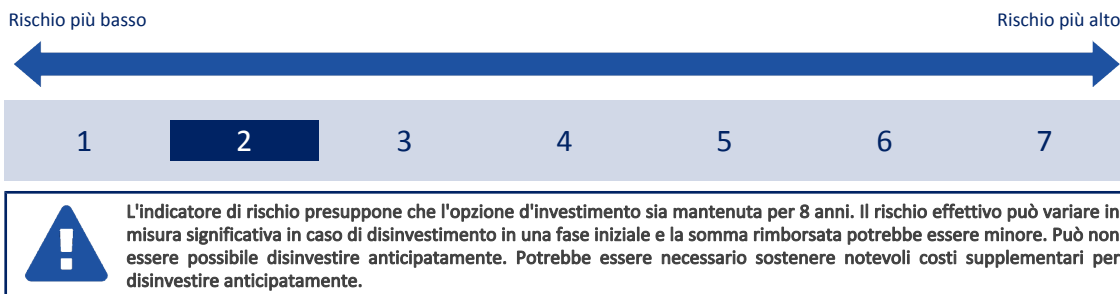 Rischio più basso Rischio più alto
1 2 3 4 5 6 7
L'indicatore di rischio presuppone che l'opzione d'investimento sia mantenuta per 8 anni. Il rischio effettivo può variare in
misura significativa in caso di disinvestimento in una fase iniziale e la somma rimborsata potrebbe essere minore. Può non
essere possibile disinvestire anticipatamente. Potrebbe essere necessario sostenere notevoli costi supplementari per
disinvestire anticipatamente.